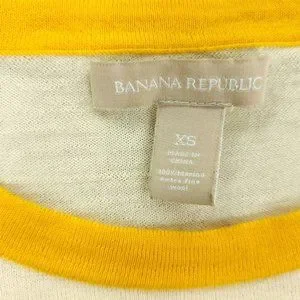 BANANA REPUBLIC
XS
MADE IN
CHINA
100% Merino
extra fine
wool